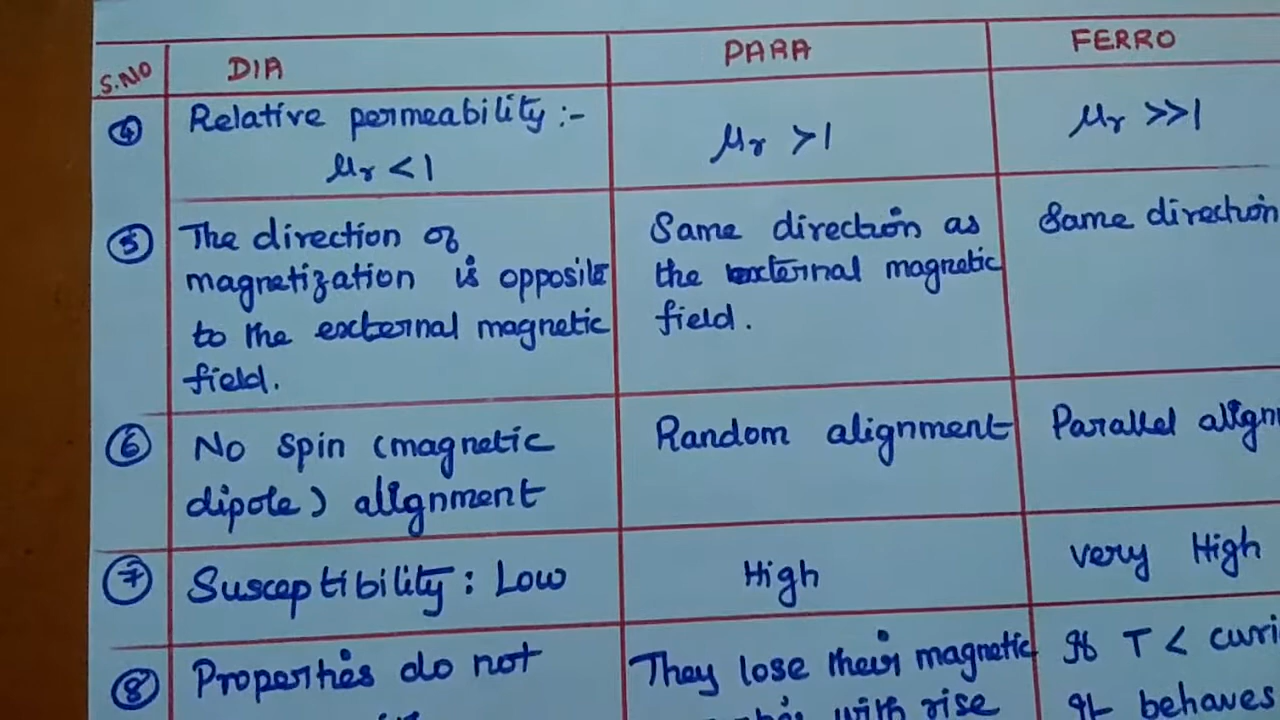 S.NO DIA PARA FERRO
④ Relative permeability :-
μr < 1
μr > 1
μr >> 1
⑤ The direction of
magnetization is opposite
to the external magnetic
field.
Same direction as
the external magnetic
field.
Same direction
⑥ No spin (magnetic
dipole) alignment
Random alignment
Parallel align
⑦ Susceptibility : Low
High
very High
⑧ Properties do not
They lose their magnetic
with rise
If T < curi
It behaves